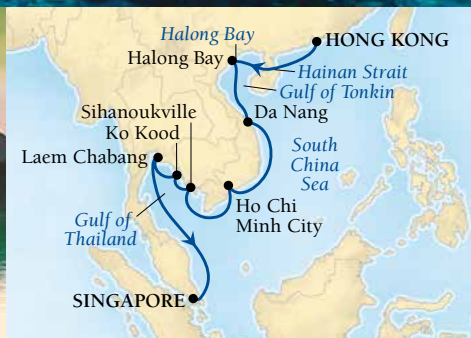 Halong Bay
HONG KONG
Halong Bay
Hainan Strait
Gulf of Tonkin
Sihanoukville
Da Nang
Ko Kood
Laem Chabang
South
China
Sea
Gulf of
Thailand
Ho Chi
Minh City
SINGAPORE